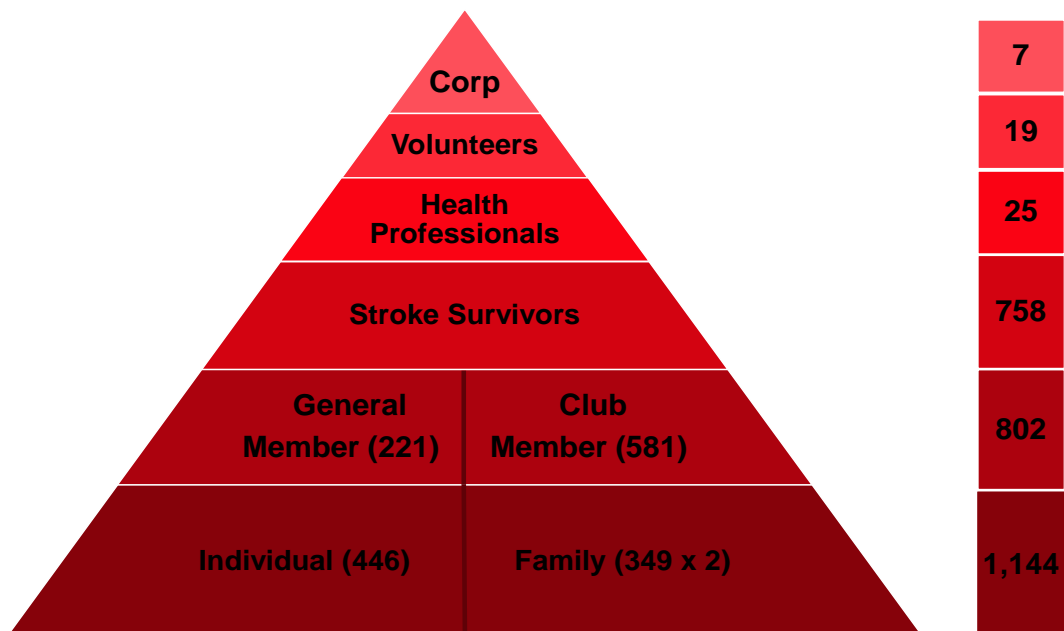 Corp
7
Volunteers
19
Health
Professionals
25
Stroke Survivors
758
General
Member (221)
Club
Member (581)
802
Individual (446)
Family (349 x 2)
1,144